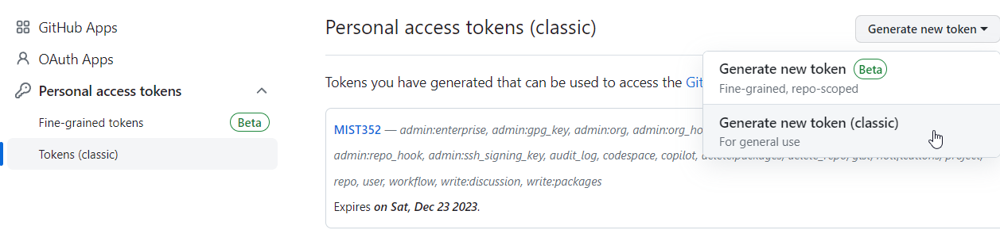 GitHub Apps
OAuth Apps
Personal access tokens
Fine-grained tokens Beta
Tokens (classic)
Personal access tokens (classic)
Generate new token
Generate new token Beta
Fine-grained, repo-scoped
Generate new token (classic)
For general use
Tokens you have generated that can be used to access the Git
MIST352 — admin:enterprise, admin:gpg_key, admin:org, admin:org_ho
admin:repo_hook, admin:ssh_signing_key, audit_log, codespace, copilot, delete:packages, delete_repo, gist, notifications, project,
repo, user, workflow, write:discussion, write:packages
Expires on Sat, Dec 23 2023.